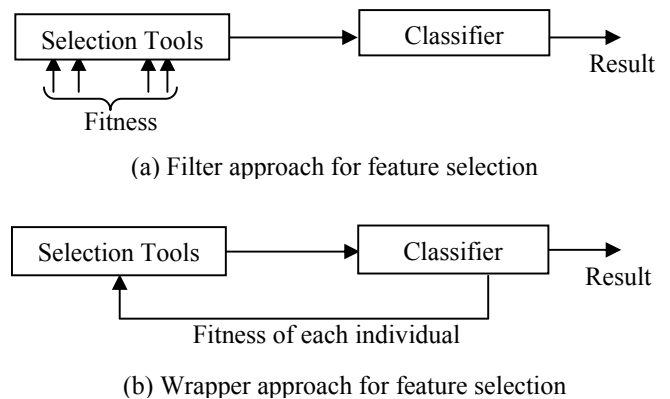 Selection Tools
Classifier
Result
Fitness
(a) Filter approach for feature selection
Selection Tools
Classifier
Result
Fitness of each individual
(b) Wrapper approach for feature selection